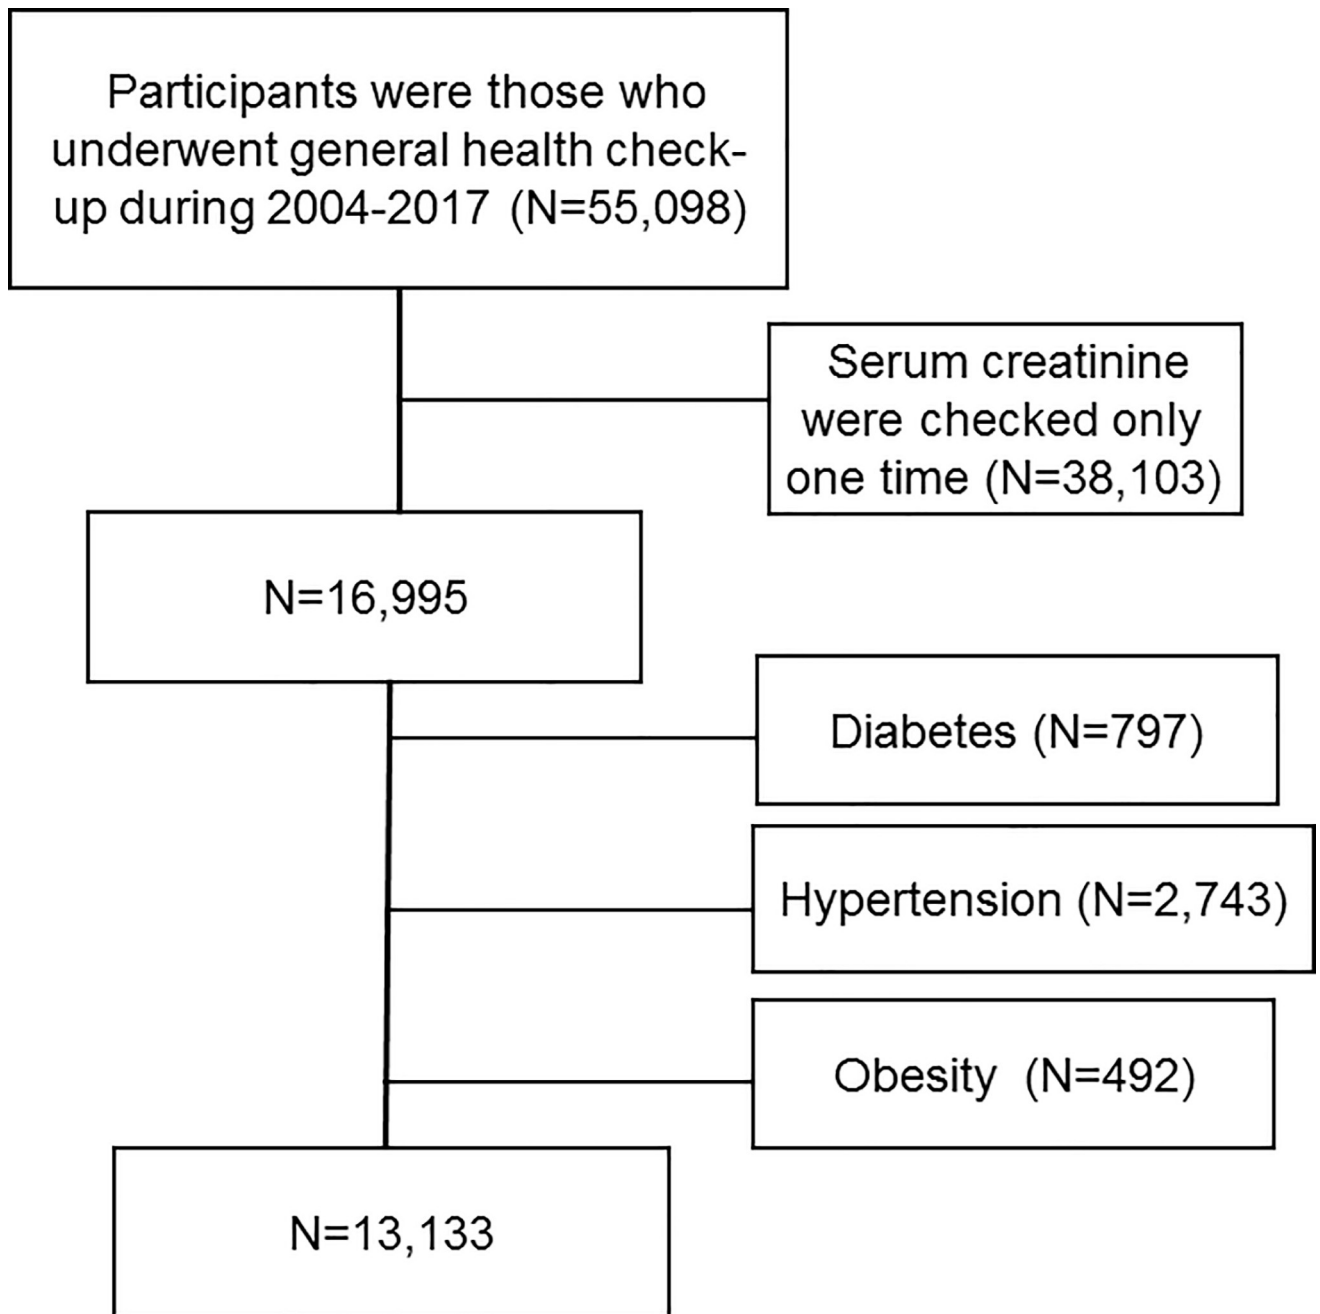 Participants were those who
underwent general health check-
up during 2004-2017 (N=55,098)
Serum creatinine
were checked only
one time (N=38,103)
N=16,995
Diabetes (N=797)
Hypertension (N=2,743)
Obesity (N=492)
N=13,133